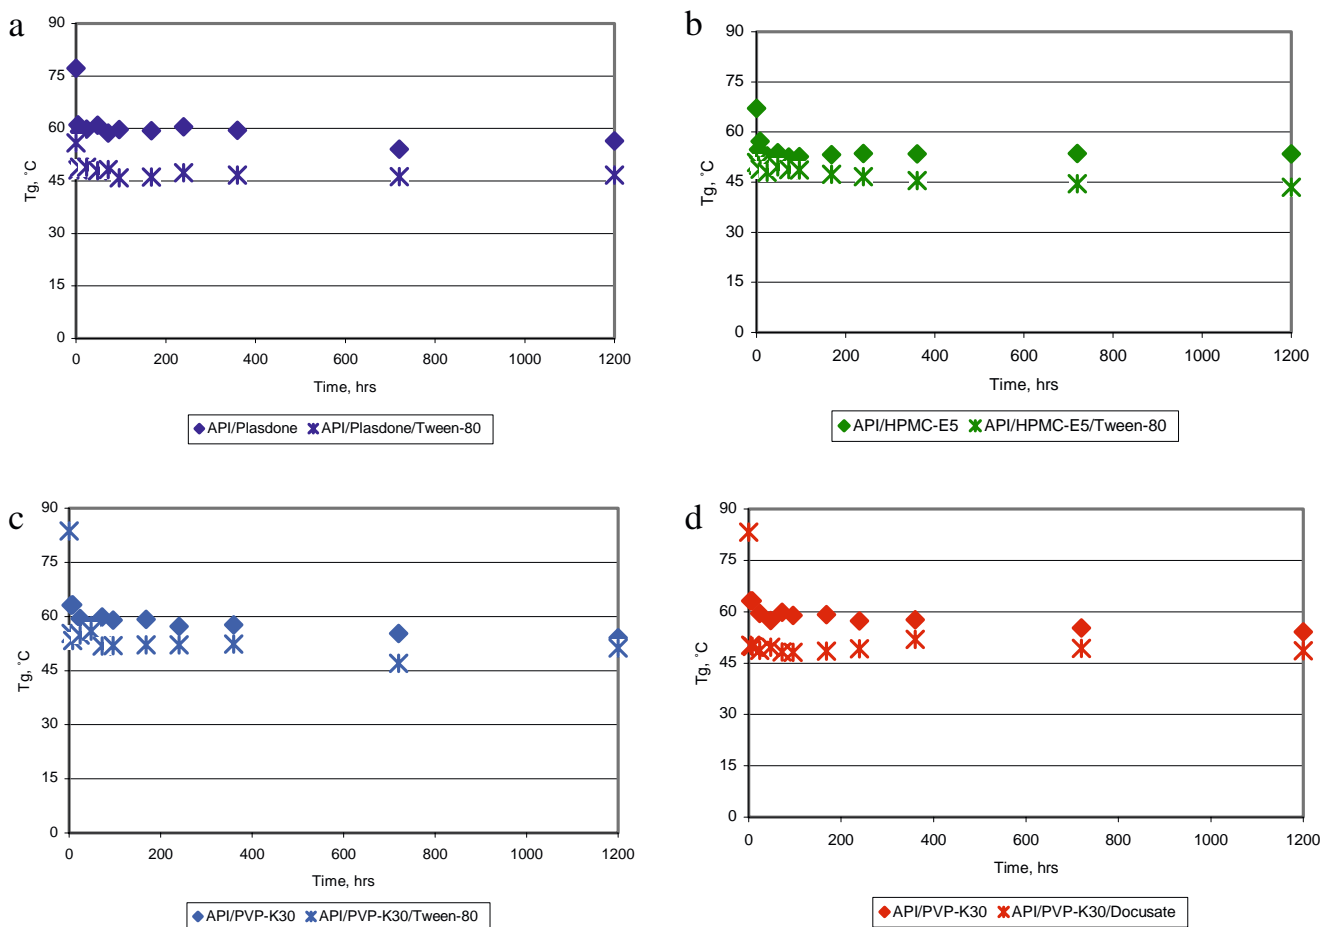 a
90
75
60
45
30
15
0
Tg, ˚C
0 200 400 600 800 1000 1200
Time, hrs
API/Plasdone API/Plasdone/Tween-80
b
90
75
60
45
30
15
0
Tg, ˚C
0 200 400 600 800 1000 1200
Time, hrs
API/HPMC-E5 API/HPMC-E5/Tween-80
c
90
75
60
45
30
15
0
Tg, ˚C
0 200 400 600 800 1000 1200
Time, hrs
API/PVP-K30 API/PVP-K30/Tween-80
d
90
75
60
45
30
15
0
Tg, ˚C
0 200 400 600 800 1000 1200
Time, hrs
API/PVP-K30 API/PVP-K30/Docusate